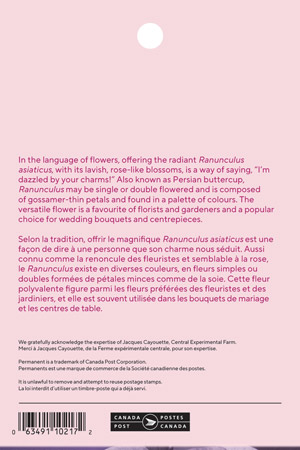 In the language of flowers, offering the radiant Ranunculus
asiaticus, with its lavish, rose-like blossoms, is a way of saying, “I’m
dazzled by your charms!” Also known as Persian buttercup,
Ranunculus may be single or double flowered and is composed
of gossamer-thin petals and found in a palette of colours. The
versatile flower is a favourite of florists and gardeners and a popular
choice for wedding bouquets and centrepieces.
Selon la tradition, offrir le magnifique Ranunculus asiaticus est une
façon de dire à une personne que son charme nous séduit. Aussi
connu comme la renoncule des fleuristes et semblable à la rose,
le Ranunculus existe en diverses couleurs, en fleurs simples ou
doubles formées de pétales minces comme de la soie. Cette fleur
polyvalente figure parmi les fleurs préférées des fleuristes et des
jardiniers, et elle est souvent utilisée dans les bouquets de mariage
et les centres de table.
We gratefully acknowledge the expertise of Jacques Cayouette, Central Experimental Farm.
Merci à Jacques Cayouette, de la Ferme expérimentale centrale, pour son expertise.
Permanent is a trademark of Canada Post Corporation.
Permanents est une marque de commerce de la Société canadienne des postes.
It is unlawful to remove and attempt to reuse postage stamps.
La loi interdit d’utiliser un timbre-poste qui a déjà servi.
0 63491 10217 2
CANADA POST
POSTES CANADA